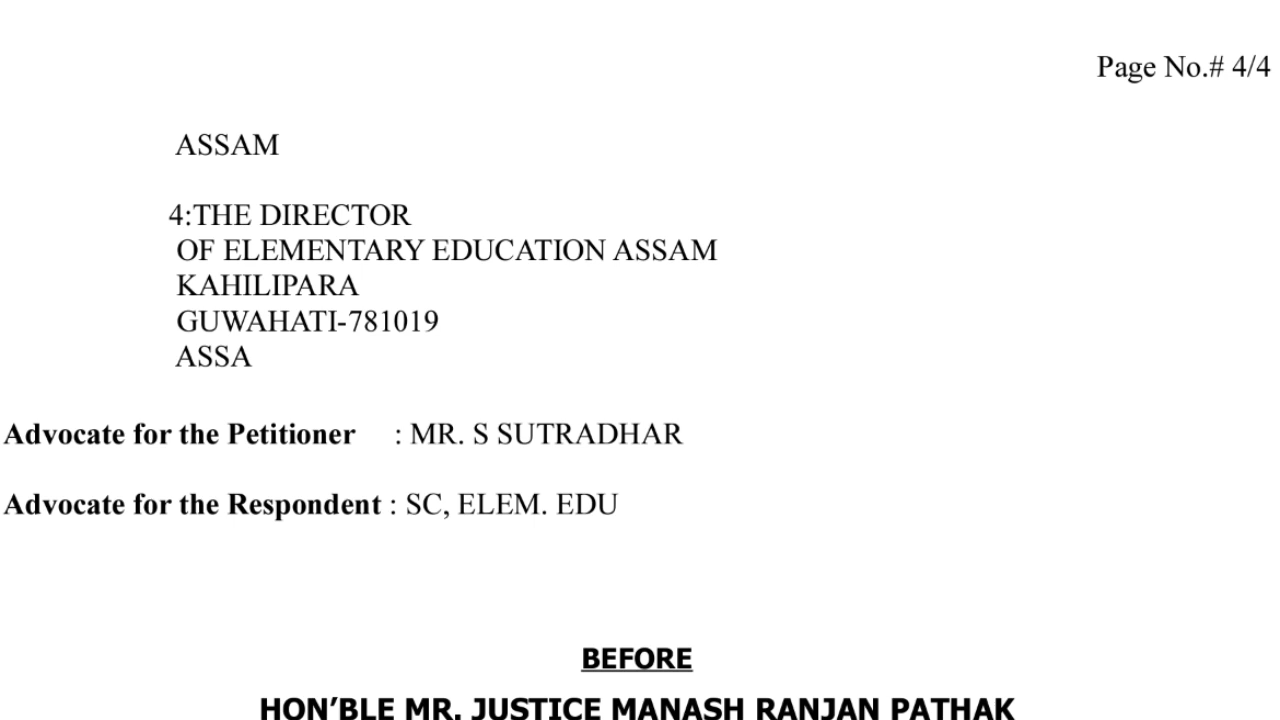 Page No.# 4/4
ASSAM
4:THE DIRECTOR
OF ELEMENTARY EDUCATION ASSAM
KAHILIPARA
GUWAHATI-781019
ASSA
Advocate for the Petitioner : MR. S SUTRADHAR
Advocate for the Respondent : SC, ELEM. EDU
BEFORE
HON’BLE MR. JUSTICE MANASH RANJAN PATHAK